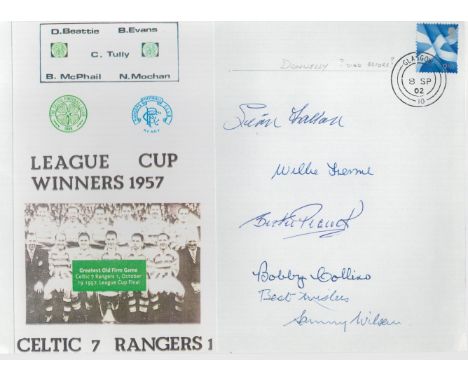 D. Beattie B. Evans
C. Tully
B. McPhail N. Mochan
LEAGUE CUP
WINNERS 1957
Greatest Old Firm Game
Celtic 7 Rangers 1, October
19 1957, League Cup Final
CELTIC 7 RANGERS 1
DONNELLY
GLASGOW
8 SP
02
10
Sean Fallon
Willie Fernie
Bertie Peacock
Bobby Collins
Best wishes
Sammy Wilson